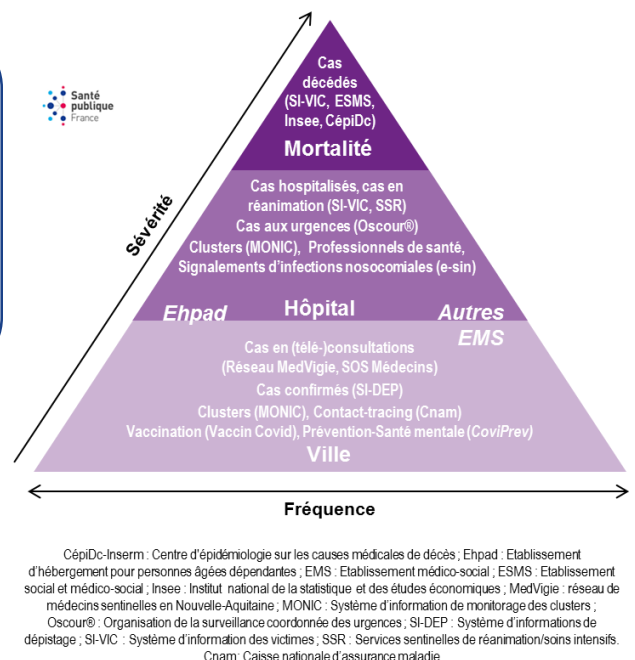 Santé
publique
France
Cas
décédés
(SI-VIC, ESMS,
Insee, CépiDc)
Mortalité
Sévérité
Cas hospitalisés, cas en
réanimation (SI-VIC, SSR)
Cas aux urgences (Oscour®)
Clusters (MONIC), Professionnels de santé,
Signalements d'infections nosocomiales (e-sin)
Ehpad Hôpital Autres
EMS
Cas en (télé-)consultations
(Réseau MedVigie, SOS Médecins)
Cas confirmés (SI-DEP)
Clusters (MONIC), Contact-tracing (Cnam)
Vaccination (Vaccin Covid), Prévention-Santé mentale (CoviPrev)
Ville
Fréquence
CépiDc-Inserm : Centre d'épidémiologie sur les causes médicales de décès ; Ehpad : Etablissement
d'hébergement pour personnes âgées dépendantes ; EMS : Etablissement médico-social ; ESMS : Etablissement
social et médico-social ; Insee : Institut national de la statistique et des études économiques ; MedVigie : réseau de
médecins sentinelles en Nouvelle-Aquitaine ; MONIC : Système d'information de monitorage des clusters ;
Oscour® : Organisation de la surveillance coordonnée des urgences ; SI-DEP : Système d'informations de
dépistage ; SI-VIC : Système d'information des victimes ; SSR : Services sentinelles de réanimation/soins intensifs.
Cnam: Caisse nationale d'assurance maladie